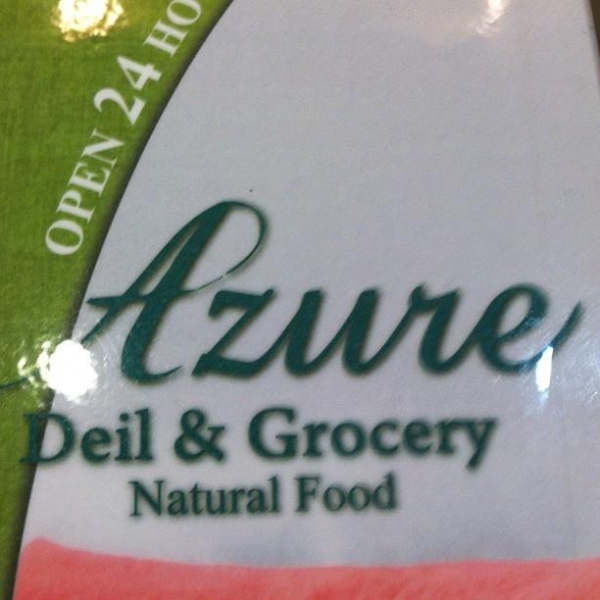 OPEN 24 HO
Azure
Deil & Grocery
Natural Food